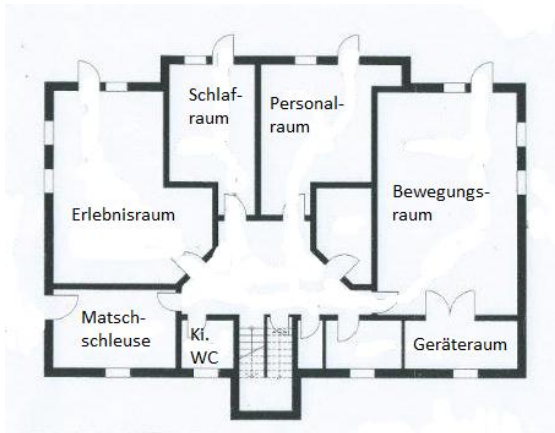 Schlaf-
raum
Personal-
raum
Erlebnisraum
Bewegungs-
raum
Matsch-
schleuse
Ki.
WC
Geräteraum